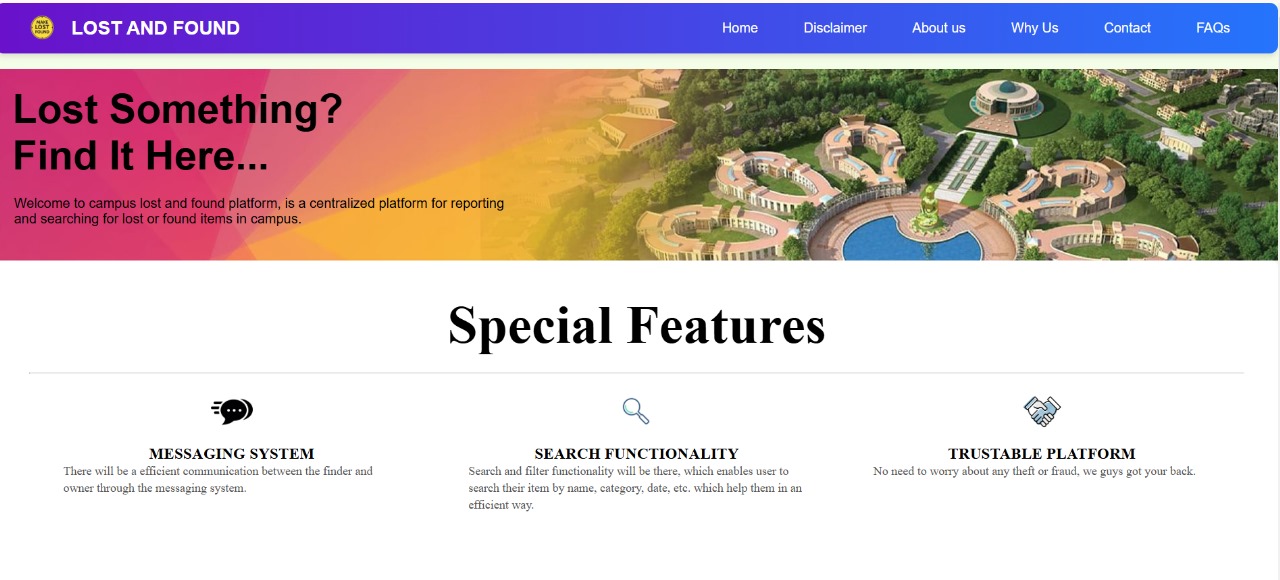 MAKE
LOST
FOUND
LOST AND FOUND
Home
Disclaimer
About us
Why Us
Contact
FAQs
Lost Something?
Find It Here...
Welcome to campus lost and found platform, is a centralized platform for reporting
and searching for lost or found items in campus.
Special Features
MESSAGING SYSTEM
There will be a efficient communication between the finder and
owner through the messaging system.
SEARCH FUNCTIONALITY
Search and filter functionality will be there, which enables user to
search their item by name, category, date, etc. which help them in an
efficient way.
TRUSTABLE PLATFORM
No need to worry about any theft or fraud, we guys got your back.